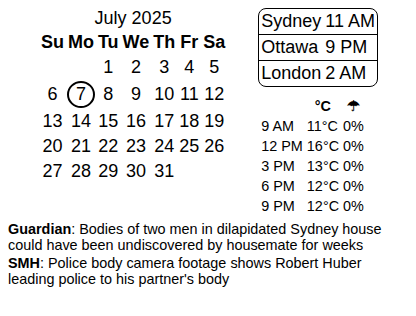 July 2025
Su Mo Tu We Th Fr Sa
1 2 3 4 5
6 7 8 9 10 11 12
13 14 15 16 17 18 19
20 21 22 23 24 25 26
27 28 29 30 31
Sydney 11 AM
Ottawa 9 PM
London 2 AM
°C ☂
9 AM 11°C 0%
12 PM 16°C 0%
3 PM 13°C 0%
6 PM 12°C 0%
9 PM 12°C 0%
Guardian: Bodies of two men in dilapidated Sydney house
could have been undiscovered by housemate for weeks
SMH: Police body camera footage shows Robert Huber
leading police to his partner's body